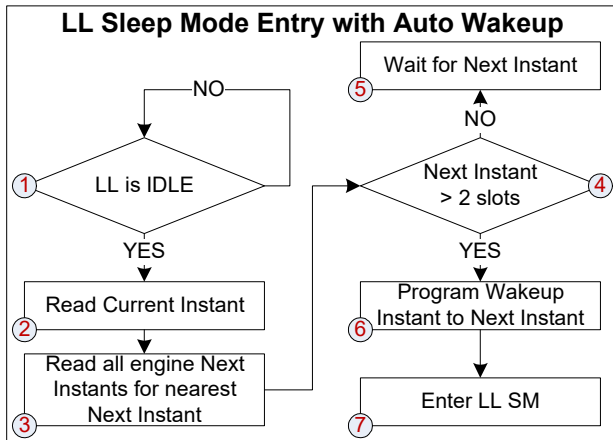 LL Sleep Mode Entry with Auto Wakeup
NO
1
LL is IDLE
YES
2
Read Current Instant
3
Read all engine Next
Instants for nearest
Next Instant
4
Next Instant
> 2 slots
NO
5
Wait for Next Instant
YES
6
Program Wakeup
Instant to Next Instant
7
Enter LL SM